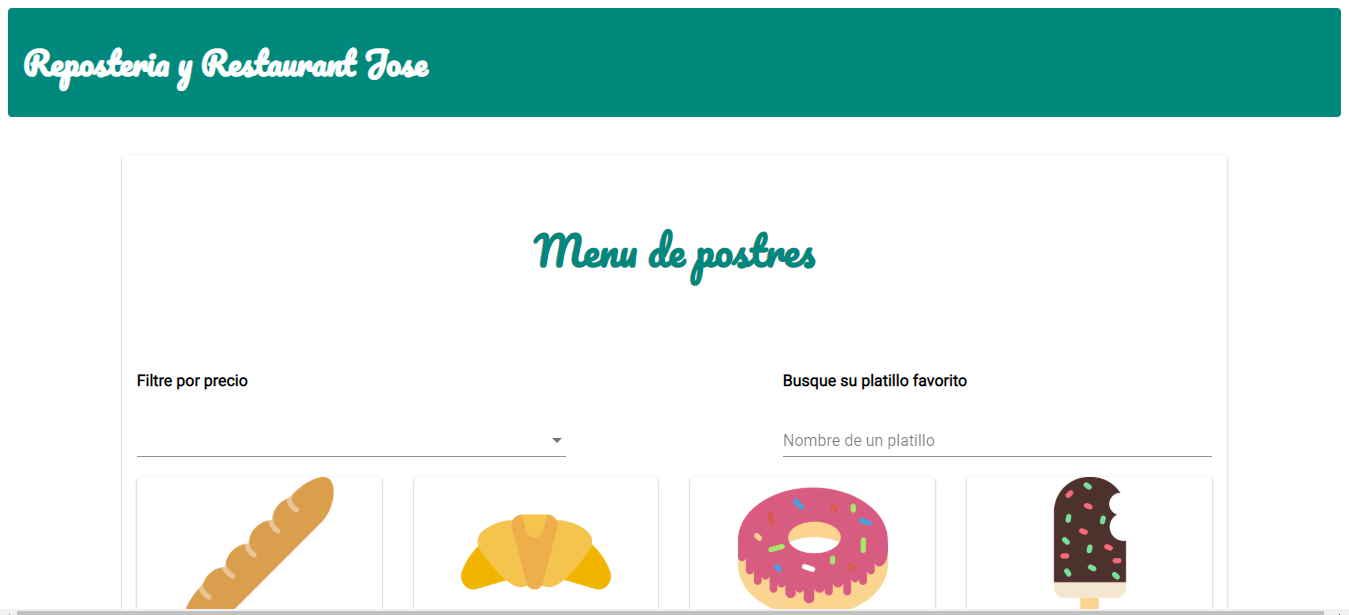 Reposteria y Restaurant Jose
Menu de postres
Filtre por precio
Busque su platillo favorito
Nombre de un platillo